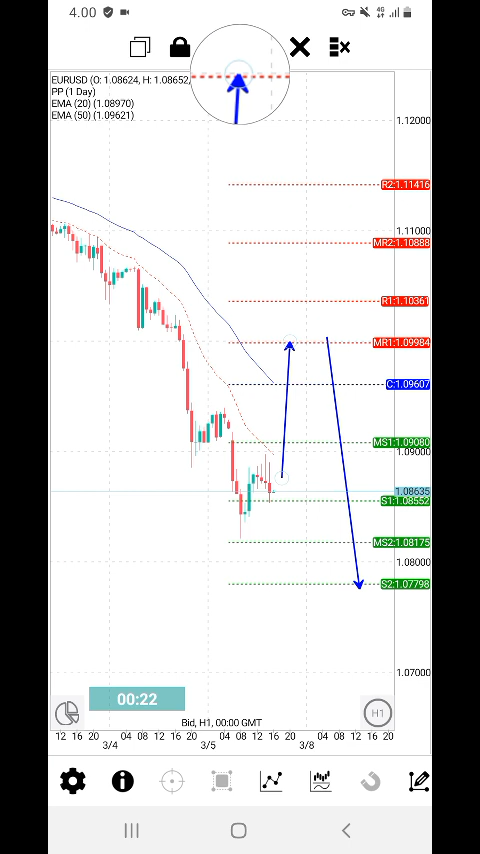 4.00
4G
EURUSD (O: 1.08624, H: 1.08652,
PP (1 Day)
EMA (20) (1.08970)
EMA (50) (1.09621)
1.12000
R2:1.11416
1.11000
MR2:1.10888
R1:1.10361
MR1:1.09984
C:1.09607
MS1:1.09080
1.09000
1.08635
S1:1.08552
MS2:1.08175
1.08000
S2:1.07798
1.07000
00:22
H1
Bid, H1, 00:00 GMT
12 16 20 04 08 12 16 20 04 08 12 16 20 04 08 12 16 20
3/4 3/5 3/8